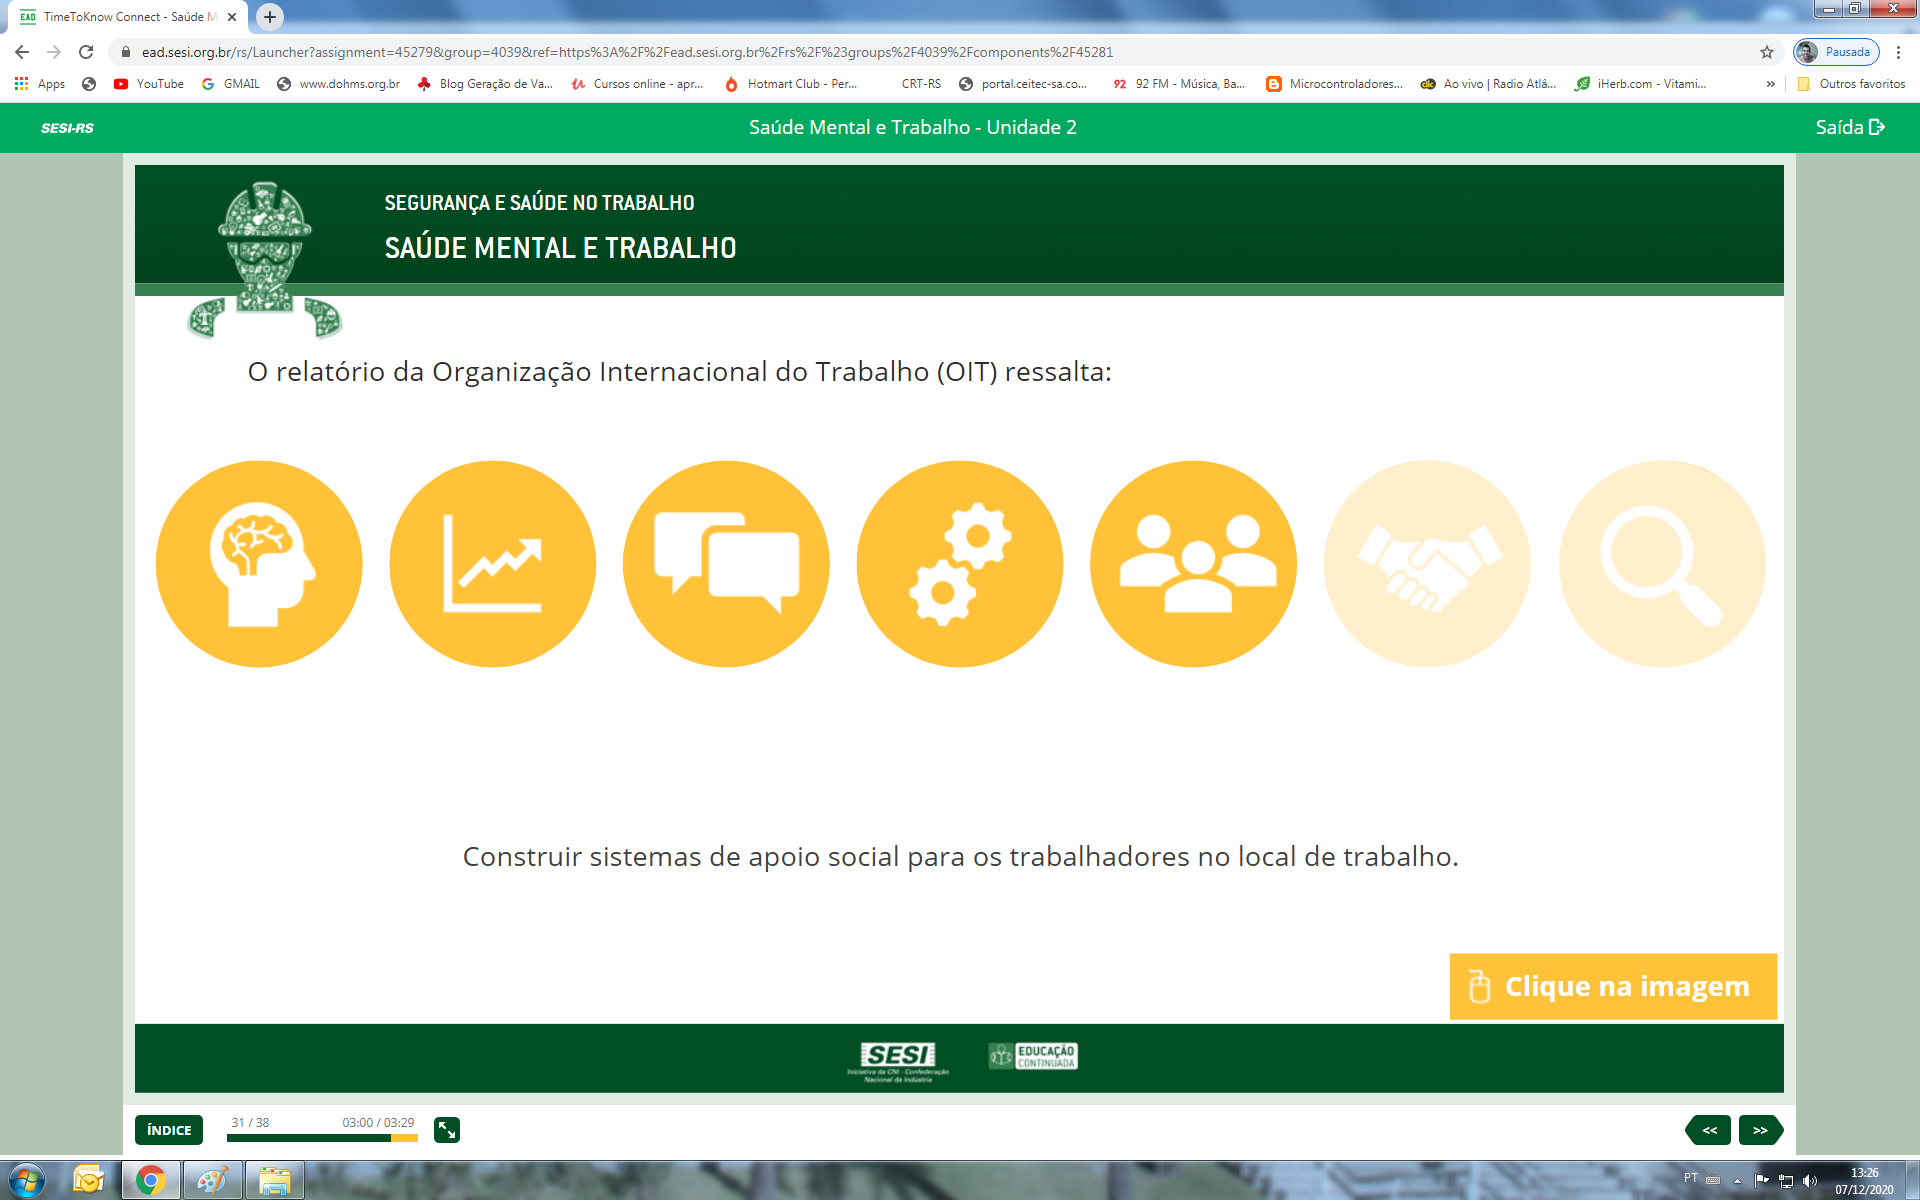 EAD TimeToKnow Connect - Saúde M
ead.sesi.org.br/rs/Launcher?assignment=45279&group=4039&ref=https%3A%2F%2Fead.sesi.org.br%2Frs%2F%23groups%2F4039%2Fcomponents%2F45281
Pausada
Apps YouTube GMAIL www.dohms.org.br Blog Geração de Va... Cursos online - apr... Hotmart Club - Per... CRT-RS portal.ceitec-sa.co... 92 92 FM - Música, Ba... Microcontroladores... Ao vivo | Radio Atlâ... iHerb.com - Vitami... » Outros favoritos
SESI-RS
Saúde Mental e Trabalho - Unidade 2
Saída
SEGURANÇA E SAÚDE NO TRABALHO
SAÚDE MENTAL E TRABALHO
O relatório da Organização Internacional do Trabalho (OIT) ressalta:
Construir sistemas de apoio social para os trabalhadores no local de trabalho.
Clique na imagem
SESI
Iniciativa da CNI - Confederação
Nacional da Indústria
EDUCAÇÃO
CONTINUADA
ÍNDICE
31 / 38
03:00 / 03:29
<<
>>
PT
13:26
07/12/2020